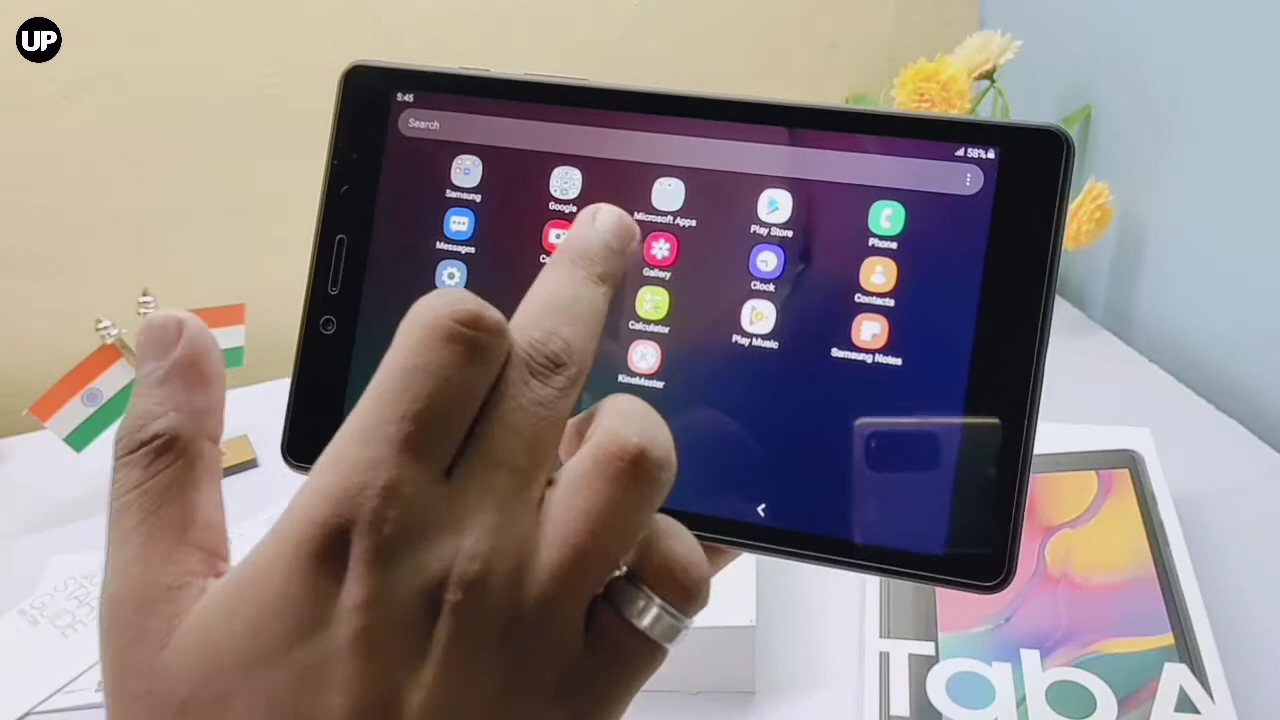 UP
5:45
58%
Search
Samsung
Google
Microsoft Apps
Play Store
Phone
Messages
Gallery
Clock
Contacts
Calculator
Play Music
Samsung Notes
KineMaster
Tab A